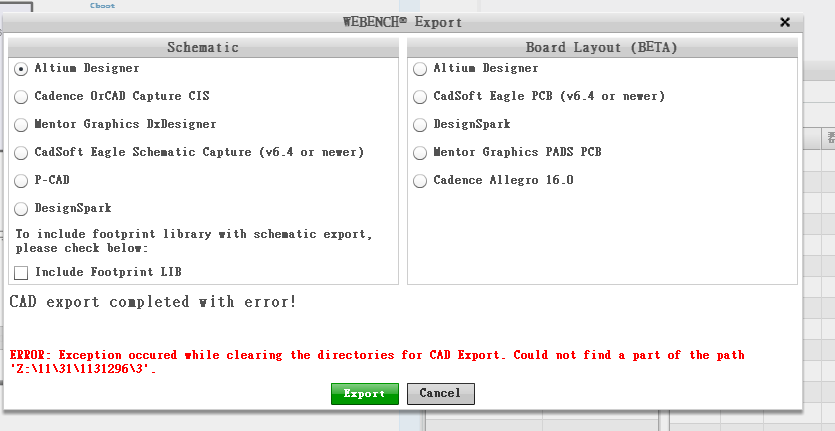 Cboot
WEBENCH® Export
Schematic
Altium Designer
Cadence OrCAD Capture CIS
Mentor Graphics DxDesigner
CadSoft Eagle Schematic Capture (v6.4 or newer)
P-CAD
DesignSpark
To include footprint library with schematic export,
please check below:
Include Footprint LIB
Board Layout (BETA)
Altium Designer
CadSoft Eagle PCB (v6.4 or newer)
DesignSpark
Mentor Graphics PADS PCB
Cadence Allegro 16.0
CAD export completed with error!
ERROR: Exception occured while clearing the directories for CAD Export. Could not find a part of the path
'Z:\11\31\1131296\3'.
Export
Cancel